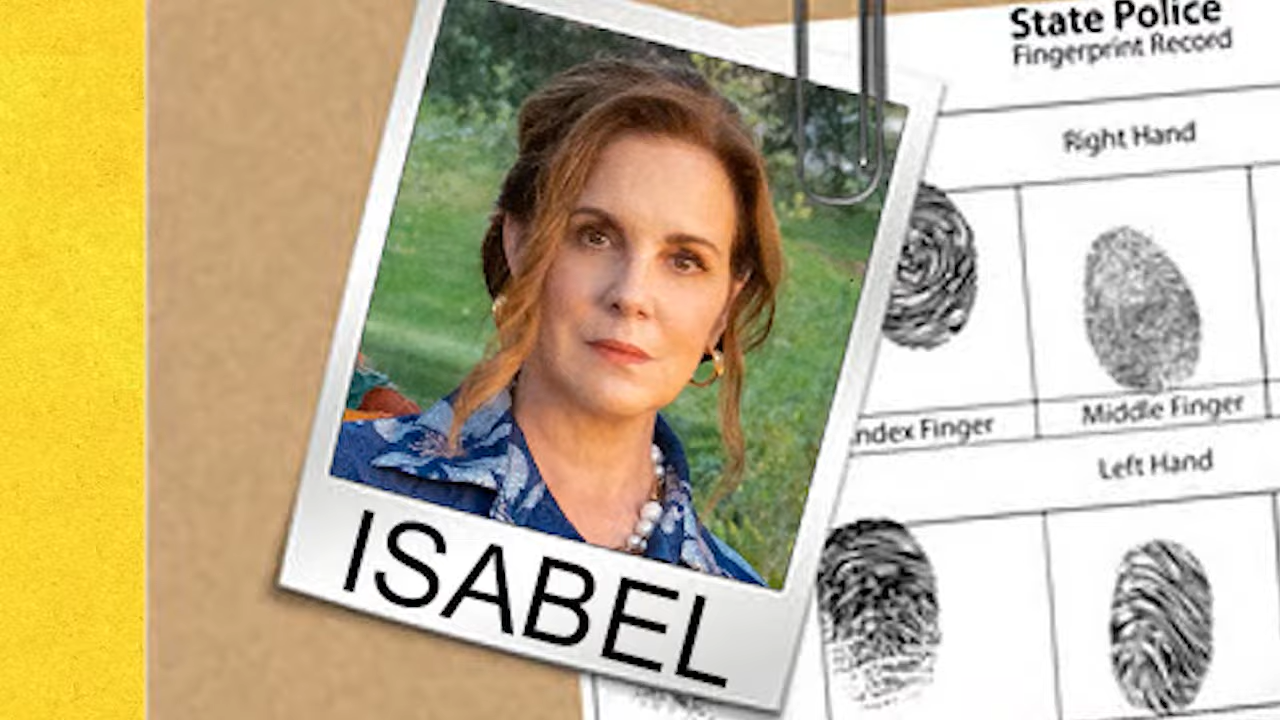 State Police
Fingerprint Record
Right Hand
ndex Finger
Middle Finger
Left Hand
ISABEL